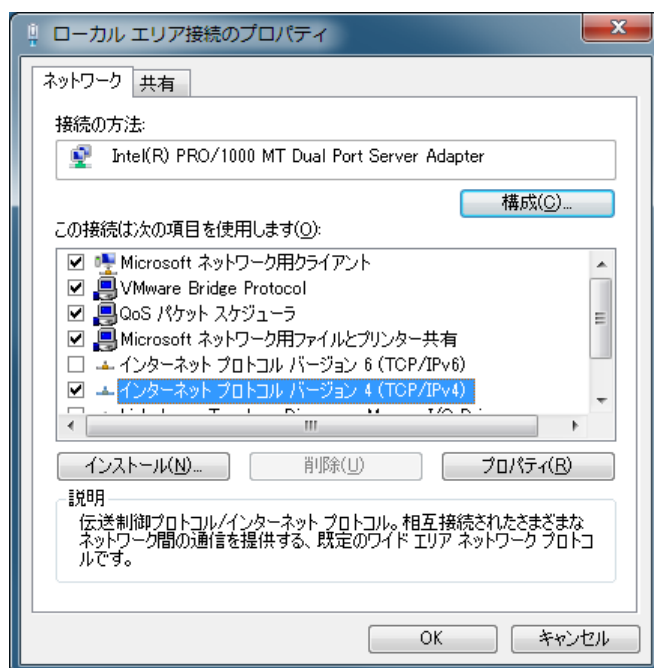 ローカル エリア接続のプロパティ
ネットワーク
共有
接続の方法:
Intel(R) PRO/1000 MT Dual Port Server Adapter
構成(C)...
この接続は次の項目を使用します(O):
Microsoft ネットワーク用クライアント
VMware Bridge Protocol
QoS パケット スケジューラ
Microsoft ネットワーク用ファイルとプリンター共有
インターネット プロトコル バージョン 6 (TCP/IPv6)
インターネット プロトコル バージョン 4 (TCP/IPv4)
インストール(N)...
削除(U)
プロパティ(R)
説明
伝送制御プロトコル/インターネット プロトコル。相互接続されたさまざまな
ネットワーク間の通信を提供する、既定のワイド エリア ネットワーク プロトコ
ルです。
OK
キャンセル